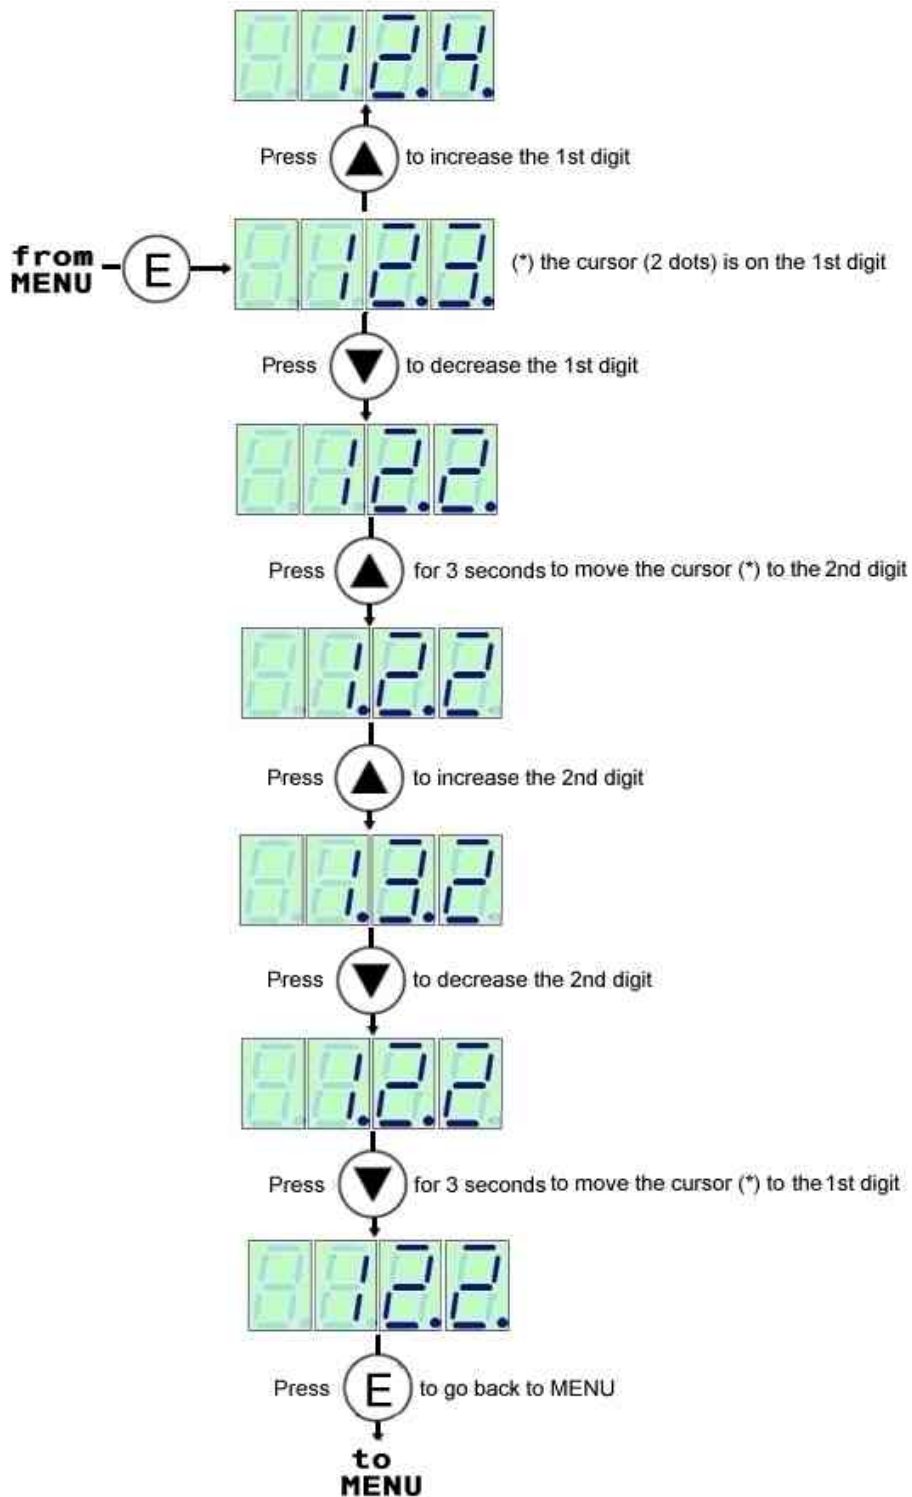 12.4.
Press ▲ to increase the 1st digit
from
MENU E 12.3. (*) the cursor (2 dots) is on the 1st digit
Press ▼ to decrease the 1st digit
12.2.
Press ▲ for 3 seconds to move the cursor (*) to the 2nd digit
1.2.2
Press ▲ to increase the 2nd digit
1.3.2
Press ▼ to decrease the 2nd digit
1.2.2
Press ▼ for 3 seconds to move the cursor (*) to the 1st digit
12.2.
Press E to go back to MENU
to
MENU